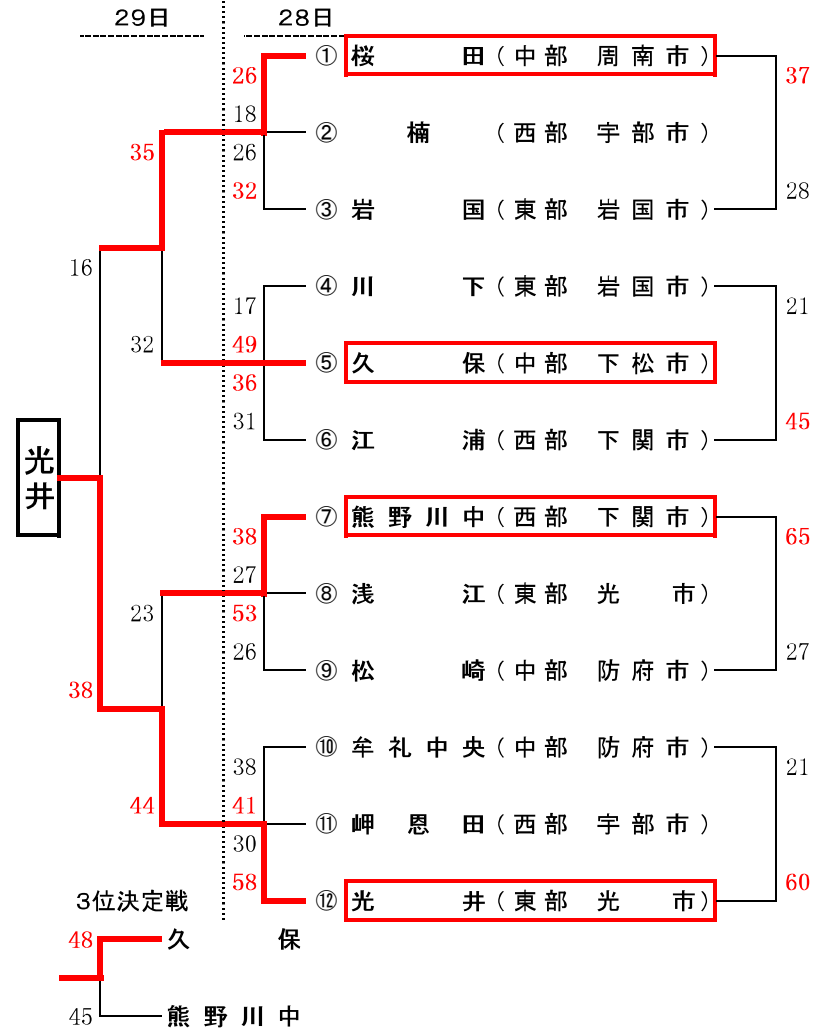 29日 28日
① 桜田(中部 周南市) 37
26
18
② 楠 (西部 宇部市)
35 26
32 28
③ 岩国(東部 岩国市)
16
④ 川下(東部 岩国市)
17 21
32 49
⑤ 久保(中部 下松市)
36
31 45
⑥ 江浦(西部 下関市)
光井
⑦ 熊野川中(西部 下関市)
38 65
27
⑧ 浅江(東部 光市)
23 53
26 27
⑨ 松崎(中部 防府市)
38
⑩ 牟礼中央(中部 防府市)
38 21
44 41
⑪ 岬恩田(西部 宇部市)
30
58 60
3位決定戦
⑫ 光井(東部 光市)
48 久保
45 熊野川中